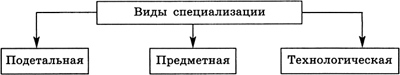 Виды специализации
Подетальная
Предметная
Технологическая